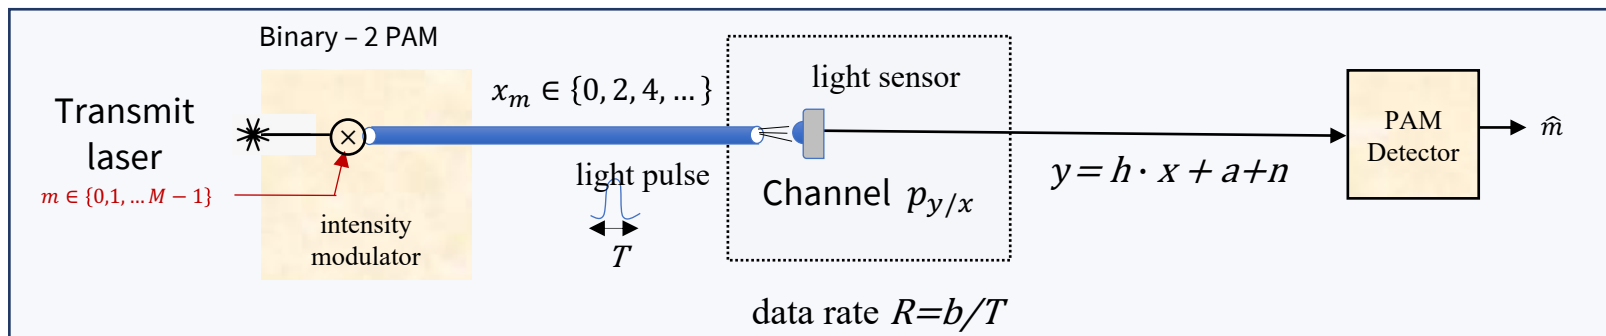 Binary – 2 PAM
Transmit
laser
m ∈ {0,1, … M − 1}
×
intensity
modulator
x_m ∈ {0, 2, 4, … }
light pulse
T
light sensor
Channel p_{y/x}
y = h · x + a+n
PAM
Detector
m̂
data rate R=b/T